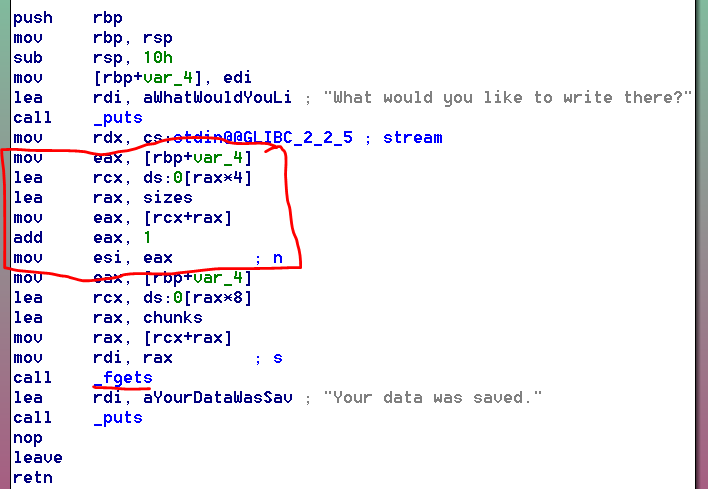 push rbp
mov rbp, rsp
sub rsp, 10h
mov [rbp+var_4], edi
lea rdi, aWhatWouldYouLi ; "What would you like to write there?"
call _puts
mov rdx, cs:stdin@@GLIBC_2_2_5 ; stream
mov eax, [rbp+var_4]
lea rcx, ds:0[rax*4]
lea rax, sizes
mov eax, [rcx+rax]
add eax, 1
mov esi, eax ; n
mov eax, [rbp+var_4]
lea rcx, ds:0[rax*8]
lea rax, chunks
mov rax, [rcx+rax]
mov rdi, rax ; s
call _fgets
lea rdi, aYourDataWasSav ; "Your data was saved."
call _puts
nop
leave
retn